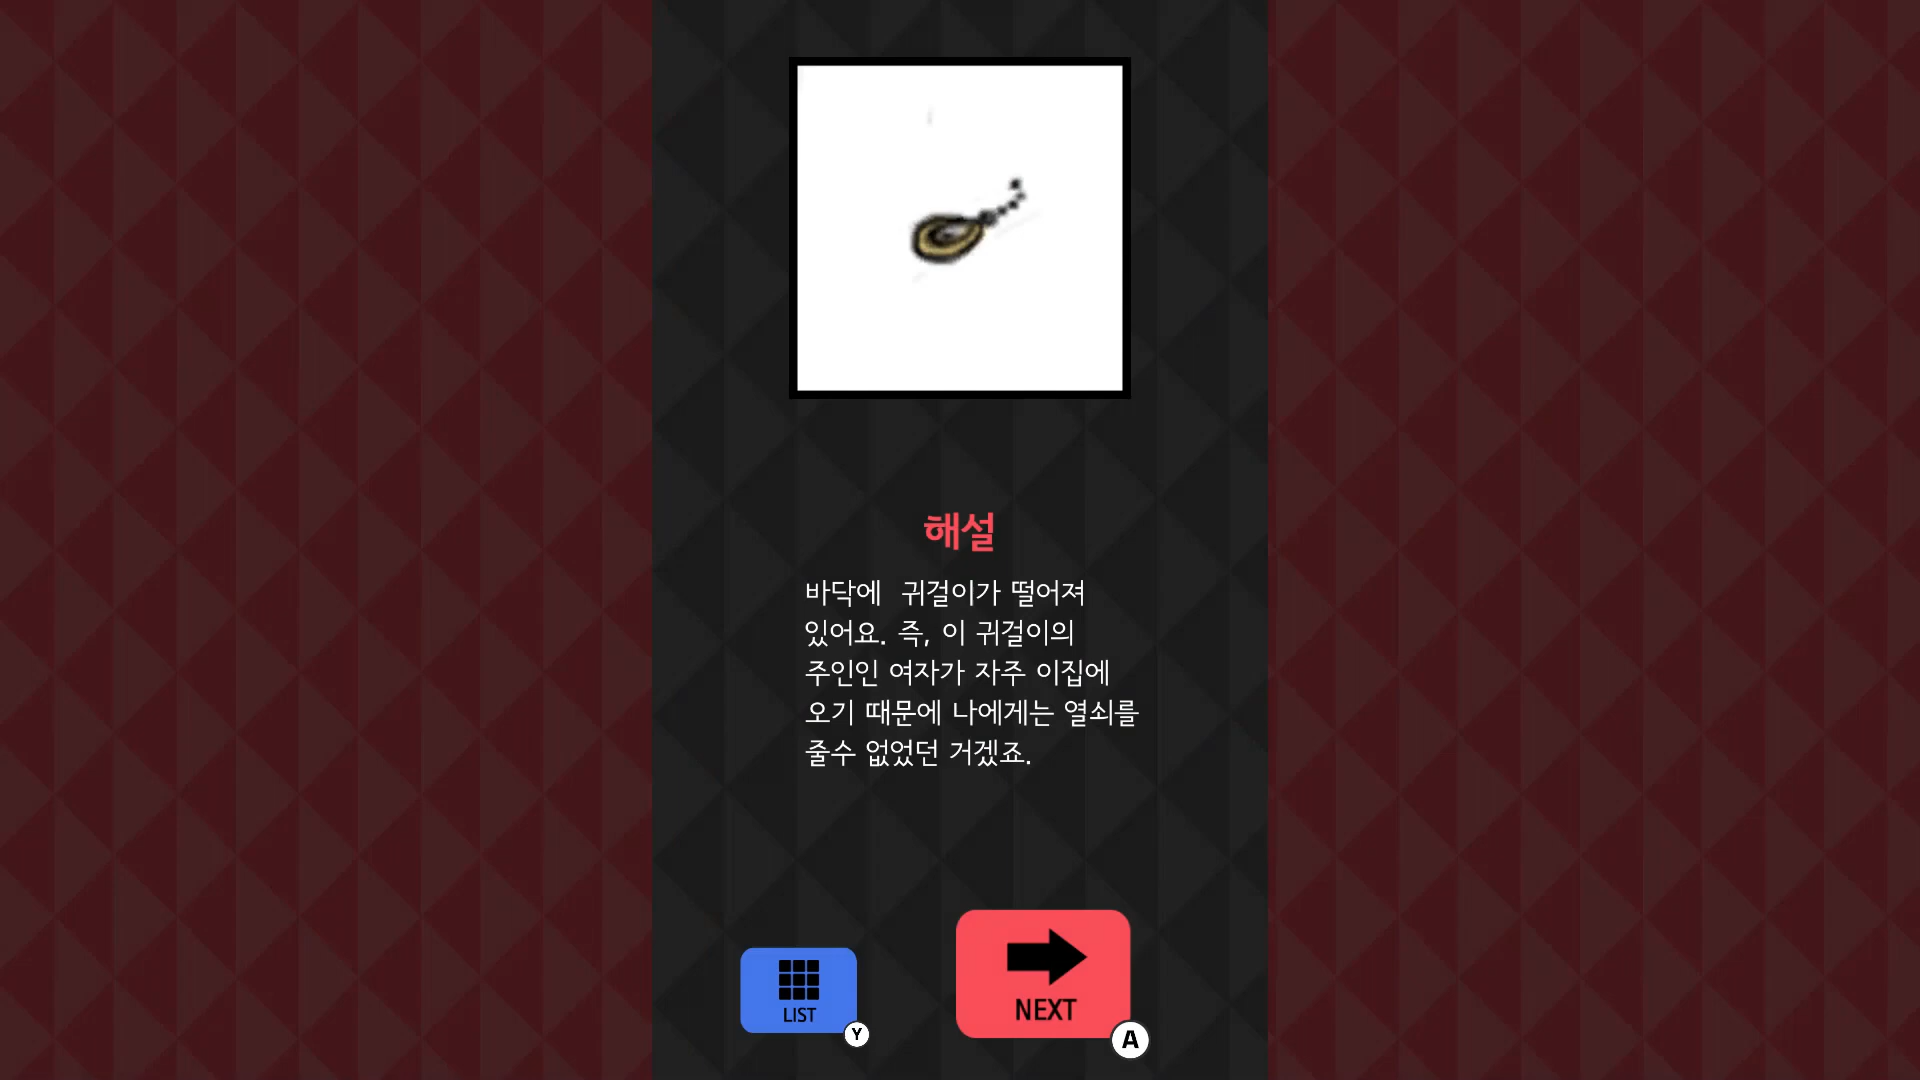 해설
바닥에  귀걸이가 떨어져
있어요. 즉, 이 귀걸이의
주인인 여자가 자주 이집에
오기 때문에 나에게는 열쇠를
줄수 없었던 거겠죠.
LIST
Y
NEXT
A